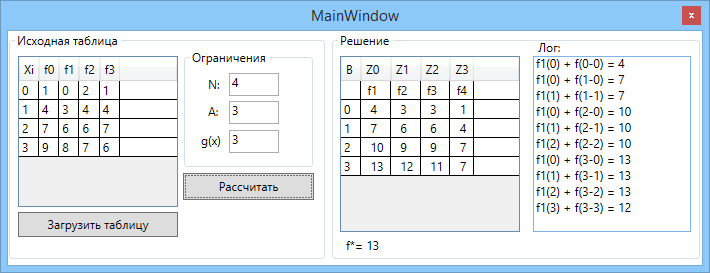 MainWindow
Исходная таблица
Xi f0 f1 f2 f3
0 1 0 2 1
1 4 3 4 4
2 7 6 6 7
3 9 8 7 6
Загрузить таблицу
Ограничения
N: 4
A: 3
g(x) 3
Рассчитать
Решение
B Z0 Z1 Z2 Z3
f1 f2 f3 f4
0 4 3 3 1
1 7 6 6 4
2 10 9 9 7
3 13 12 11 7
f*= 13
Лог:
f1(0) + f(0-0) = 4
f1(0) + f(1-0) = 7
f1(1) + f(1-1) = 7
f1(0) + f(2-0) = 10
f1(1) + f(2-1) = 10
f1(2) + f(2-2) = 10
f1(0) + f(3-0) = 13
f1(1) + f(3-1) = 13
f1(2) + f(3-2) = 13
f1(3) + f(3-3) = 12